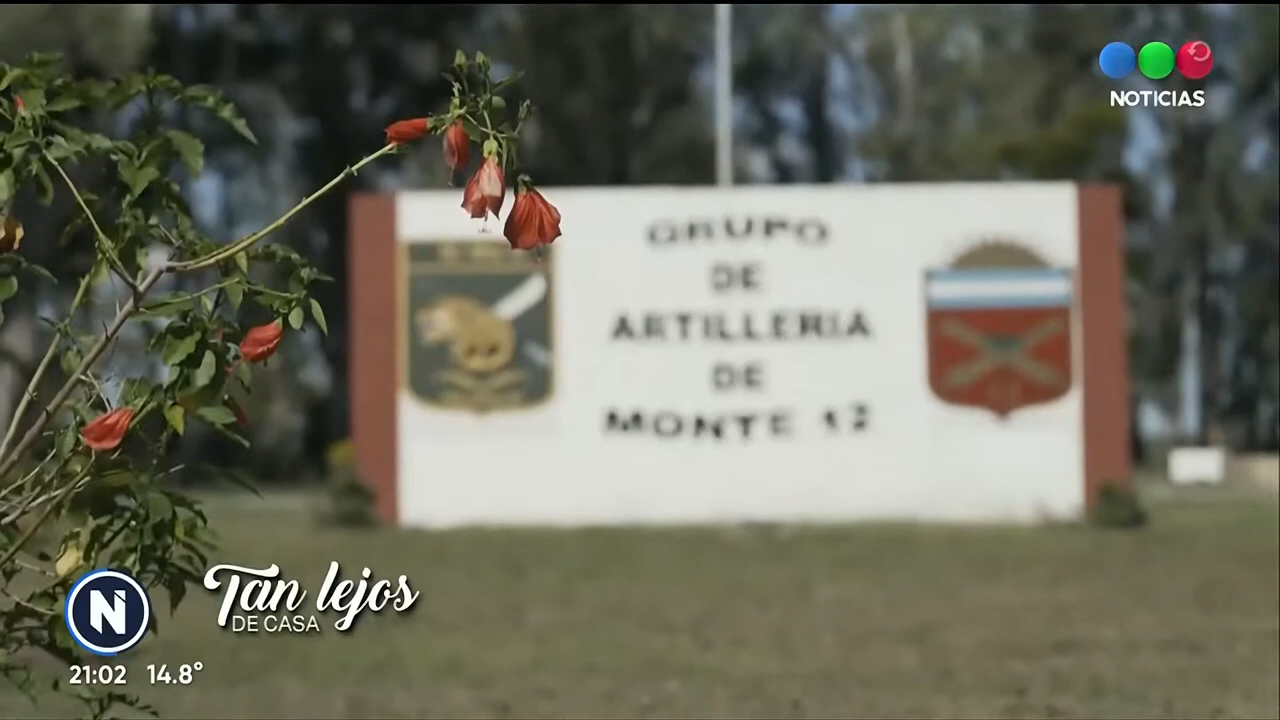 NOTICIAS
GRUPO
DE
ARTILLERIA
DE
MONTE 12
Tan lejos
DE CASA
N
21:02 14.8°